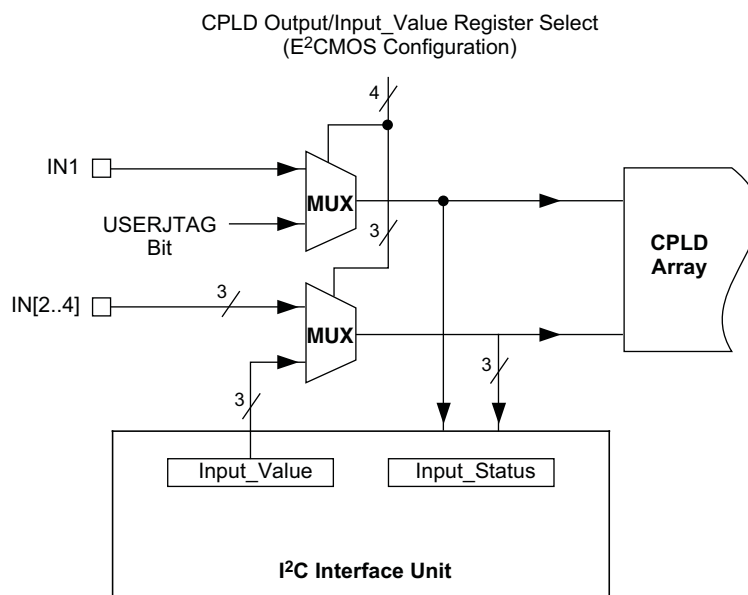 CPLD Output/Input_Value Register Select
(E²CMOS Configuration)
4
IN1
MUX
USERJTAG
Bit
3
CPLD
Array
IN[2..4]
3
MUX
3
3
Input_Value
Input_Status
I²C Interface Unit